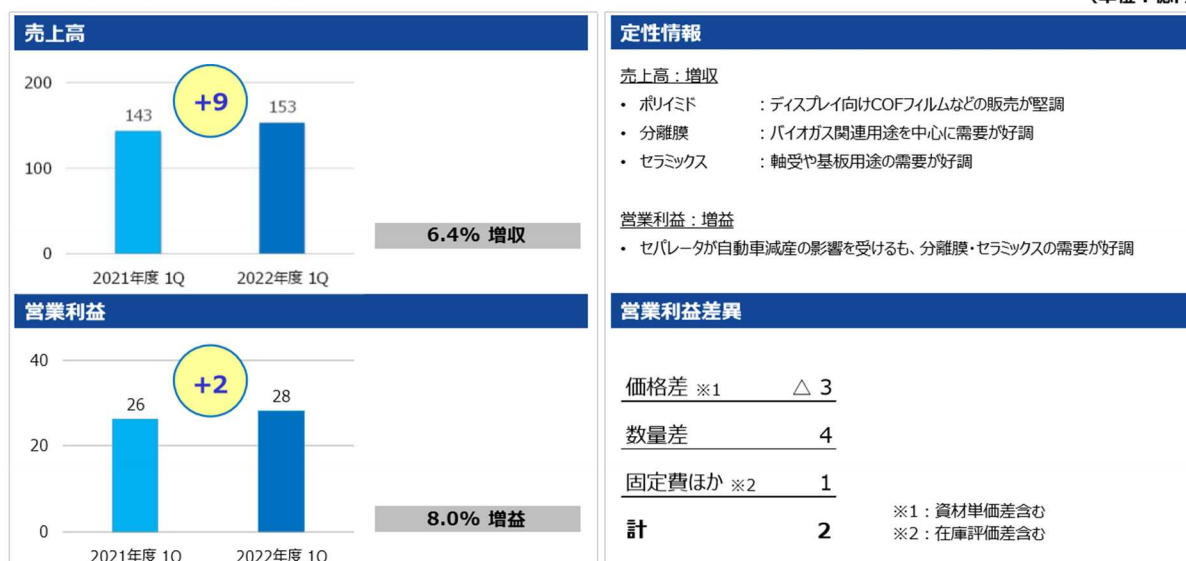 売上高
200
100
0
143
+9
153
2021年度 1Q
2022年度 1Q
6.4% 増収
定性情報
売上高：増収
• ポリイミド ：ディスプレイ向けCOFフィルムなどの販売が堅調
• 分離膜 ：バイオガス関連用途を中心に需要が好調
• セラミックス ：軸受や基板用途の需要が好調
営業利益：増益
• セパレータが自動車減産の影響を受けるも、分離膜・セラミックスの需要が好調
営業利益
40
20
0
26
+2
28
2021年度 1Q
2022年度 1Q
8.0% 増益
営業利益差異
価格差 ※1 △ 3
数量差 4
固定費ほか ※2 1
計 2
※1：資材単価差含む
※2：在庫評価差含む